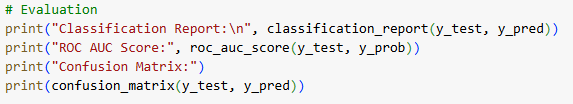 # Evaluation
print("Classification Report:\n", classification_report(y_test, y_pred))
print("ROC AUC Score:", roc_auc_score(y_test, y_prob))
print("Confusion Matrix:")
print(confusion_matrix(y_test, y_pred))